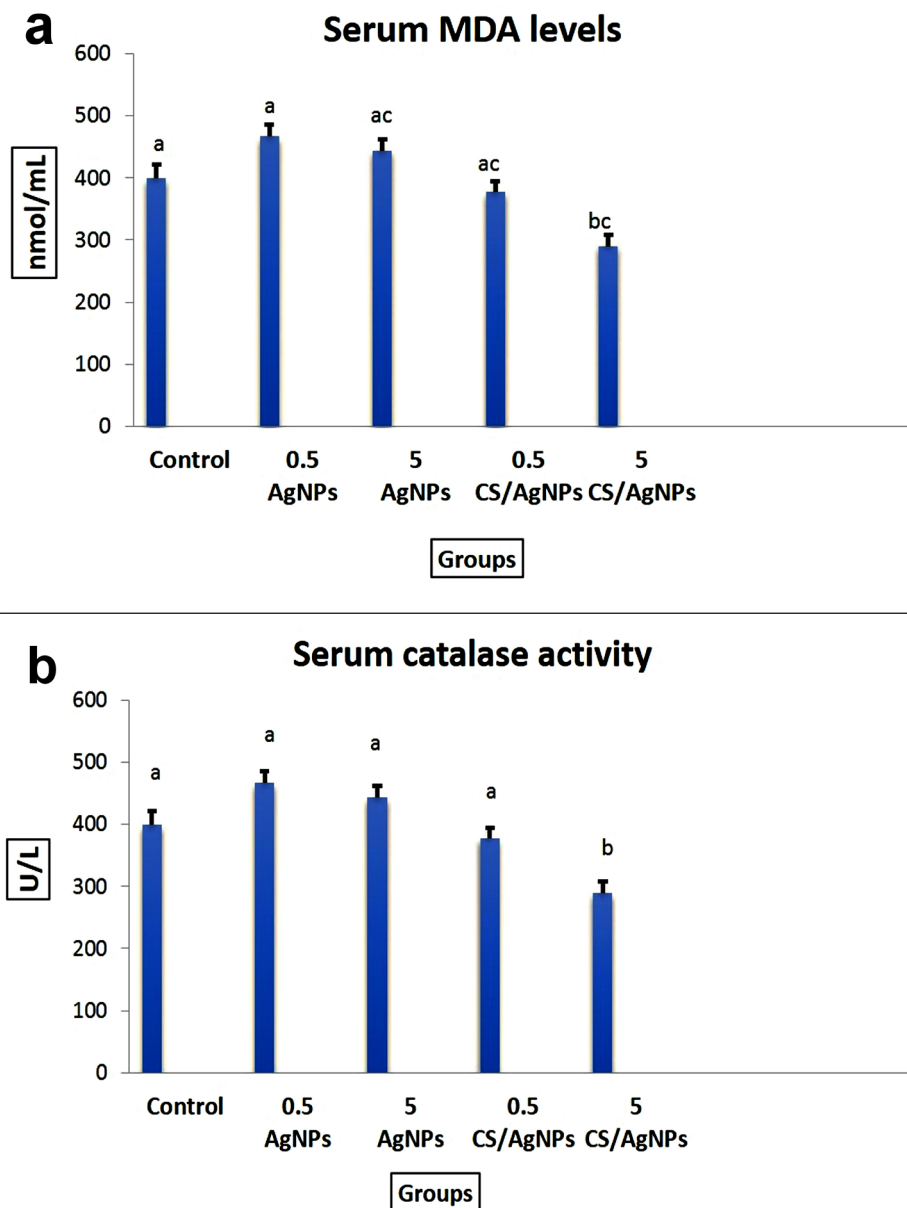 a
Serum MDA levels
600
500
400
300
200
100
0
nmol/mL
a
a
ac
ac
bc
Control
0.5
AgNPs
5
AgNPs
0.5
CS/AgNPs
5
CS/AgNPs
Groups
b
Serum catalase activity
600
500
400
300
200
100
0
U/L
a
a
a
a
b
Control
0.5
AgNPs
5
AgNPs
0.5
CS/AgNPs
5
CS/AgNPs
Groups